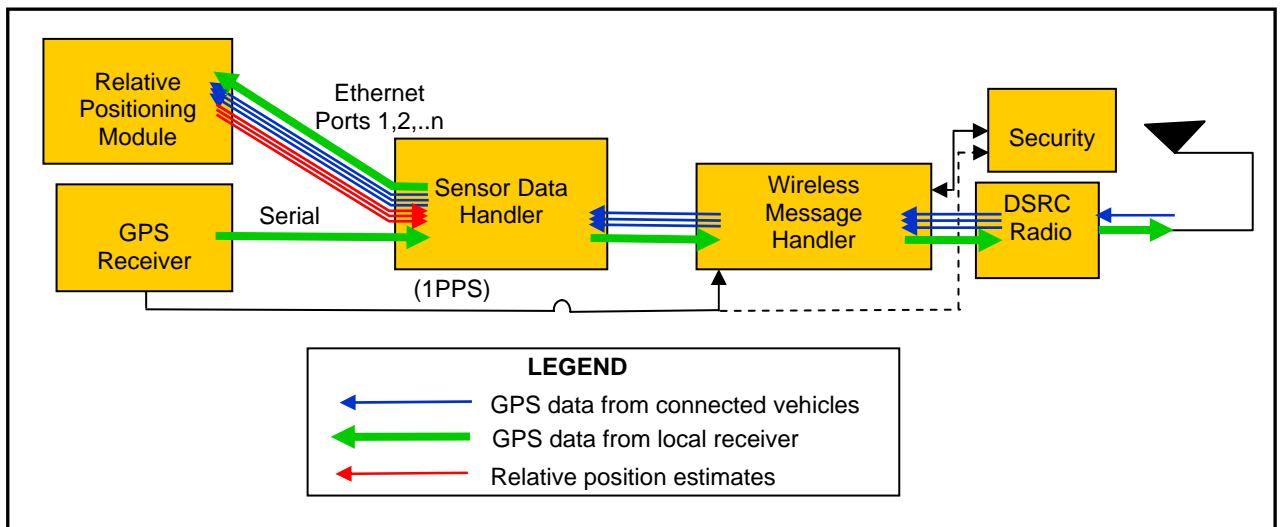 Relative
Positioning
Module
Ethernet
Ports 1,2,..n
GPS
Receiver
Serial
Sensor Data
Handler
(1PPS)
Wireless
Message
Handler
Security
DSRC
Radio
LEGEND
GPS data from connected vehicles
GPS data from local receiver
Relative position estimates